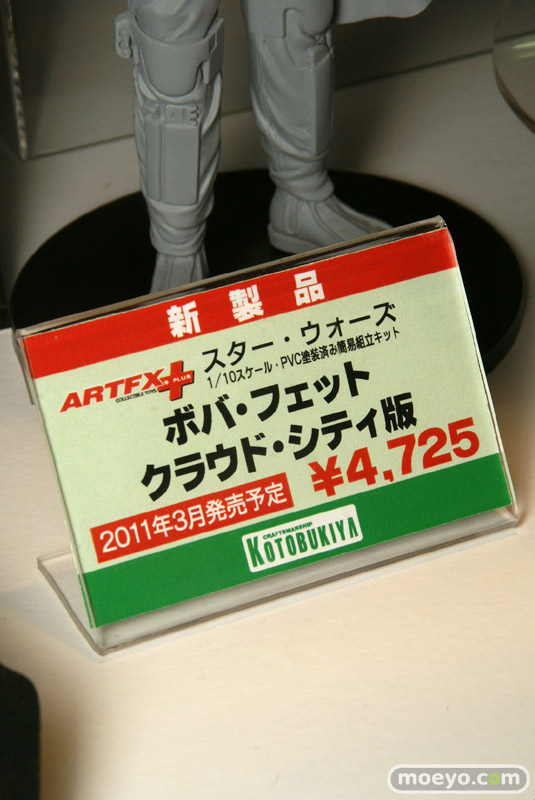 新製品
ARTFX+ PLUS
COLLECTIBLE TOYS
スター・ウォーズ
1/10スケール・PVC塗装済み簡易組立キット
ボバ・フェット
クラウド・シティ版
2011年3月発売予定
¥4,725
CRAFTSMANSHIP
KOTOBUKIYA
moeyo.com